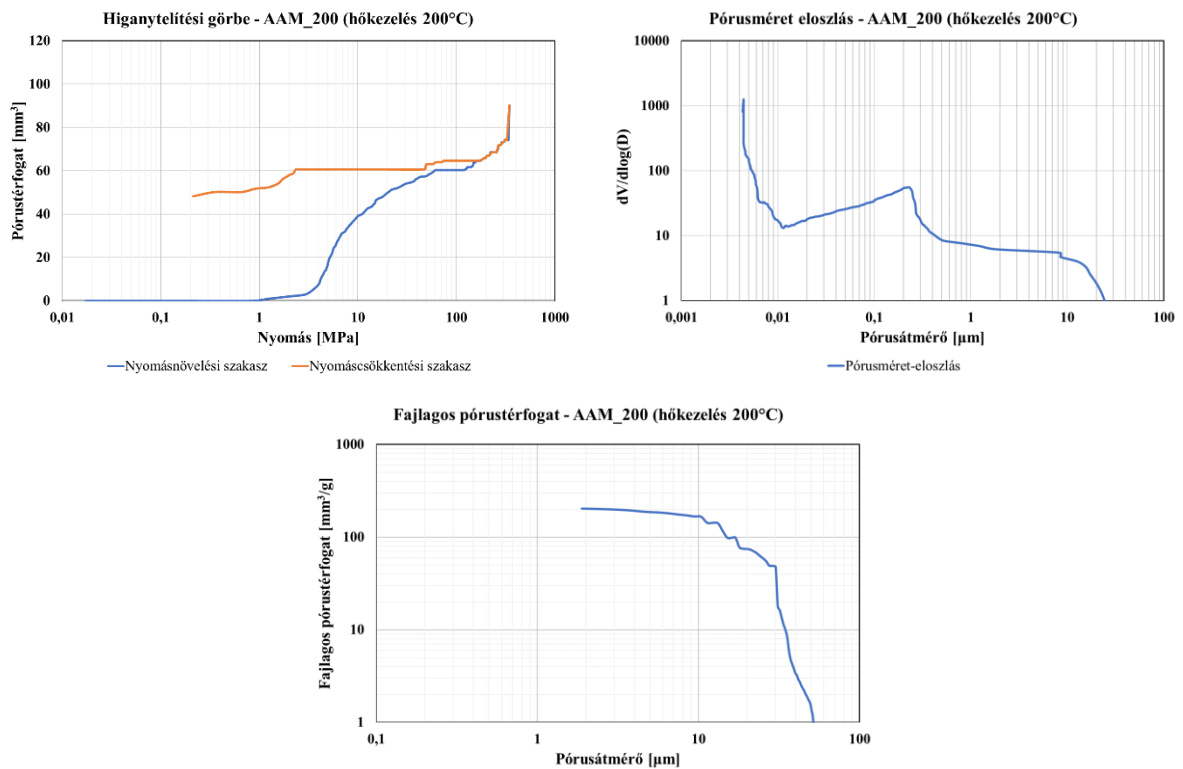 Higanytelítési görbe - AAM_200 (hőkezelés 200°C)
120
100
80
60
40
20
0
Pórustérfogat [mm³]
0,01 0,1 1 10 100 1000
Nyomás [MPa]
Nyomásnövelési szakasz Nyomáscsökkentési szakasz
Pórusméret eloszlás - AAM_200 (hőkezelés 200°C)
10000
1000
100
10
1
dV/dlog(D)
0,001 0,01 0,1 1 10 100
Pórusátmérő [µm]
Pórusméret-eloszlás
Fajlagos pórustérfogat - AAM_200 (hőkezelés 200°C)
1000
100
10
1
Fajlagos pórustérfogat [mm³/g]
0,1 1 10 100
Pórusátmérő [µm]